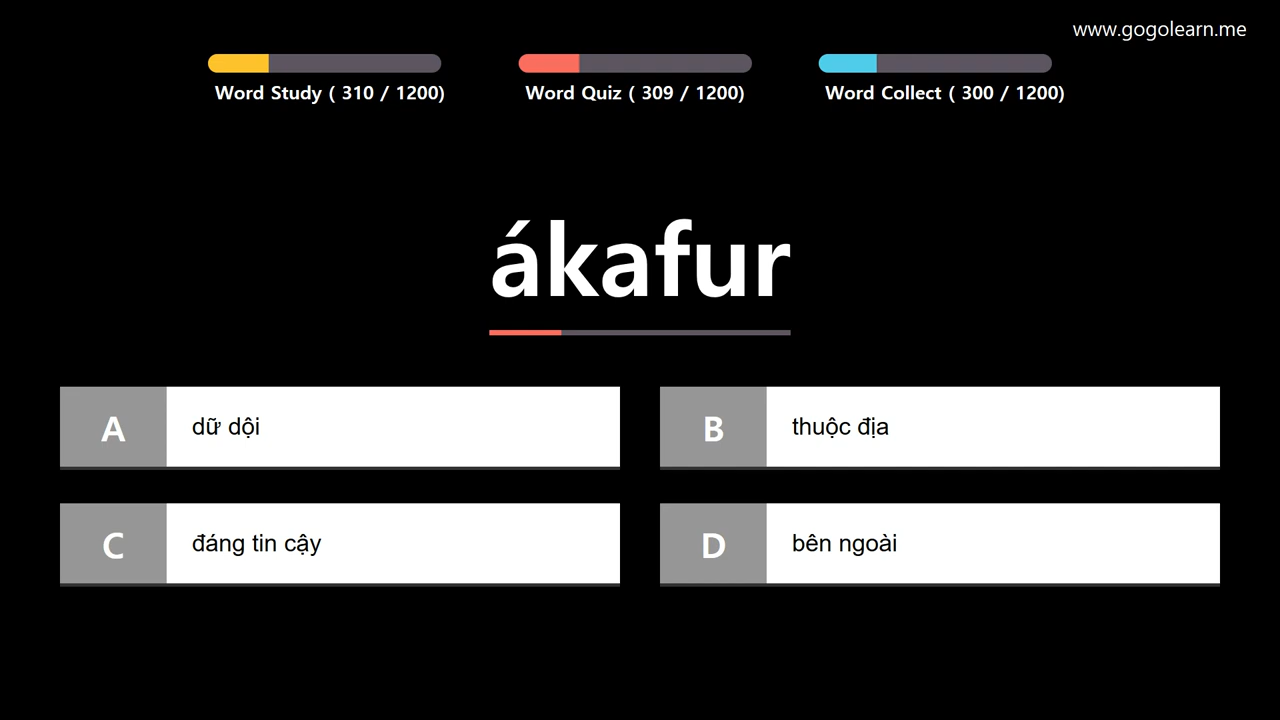 www.gogolearn.me
Word Study ( 310 / 1200)
Word Quiz ( 309 / 1200)
Word Collect ( 300 / 1200)
ákafur
A dữ dội
B thuộc địa
C đáng tin cậy
D bên ngoài